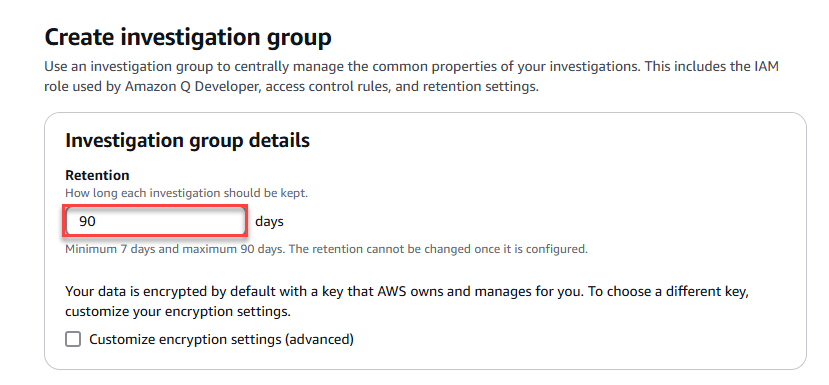 Create investigation group
Use an investigation group to centrally manage the common properties of your investigations. This includes the IAM
role used by Amazon Q Developer, access control rules, and retention settings.
Investigation group details
Retention
How long each investigation should be kept.
90 days
Minimum 7 days and maximum 90 days. The retention cannot be changed once it is configured.
Your data is encrypted by default with a key that AWS owns and manages for you. To choose a different key,
customize your encryption settings.
Customize encryption settings (advanced)